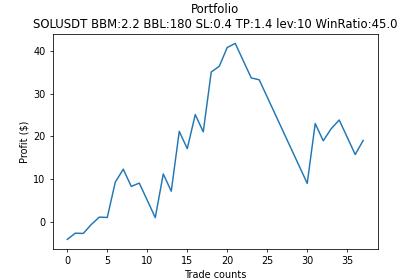 Portfolio
SOLUSDT BBM:2.2 BBL:180 SL:0.4 TP:1.4 lev:10 WinRatio:45.0
40
30
20
10
0
Profit ($)
0 5 10 15 20 25 30 35
Trade counts